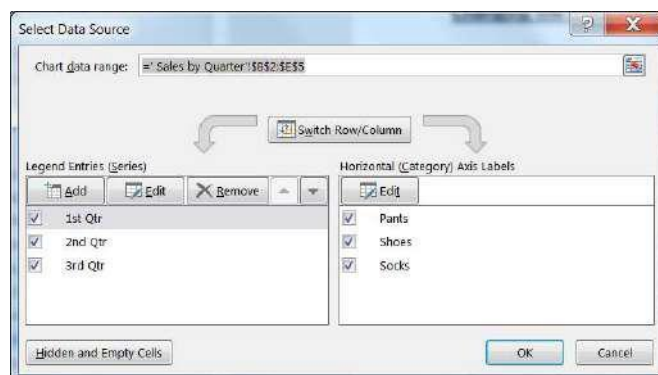 Select Data Source
Chart data range: =' Sales by Quarter'!$B$2:$E$5
Switch Row/Column
Legend Entries (Series)
Add Edit Remove
1st Qtr
2nd Qtr
3rd Qtr
Horizontal (Category) Axis Labels
Edit
Pants
Shoes
Socks
Hidden and Empty Cells
OK Cancel